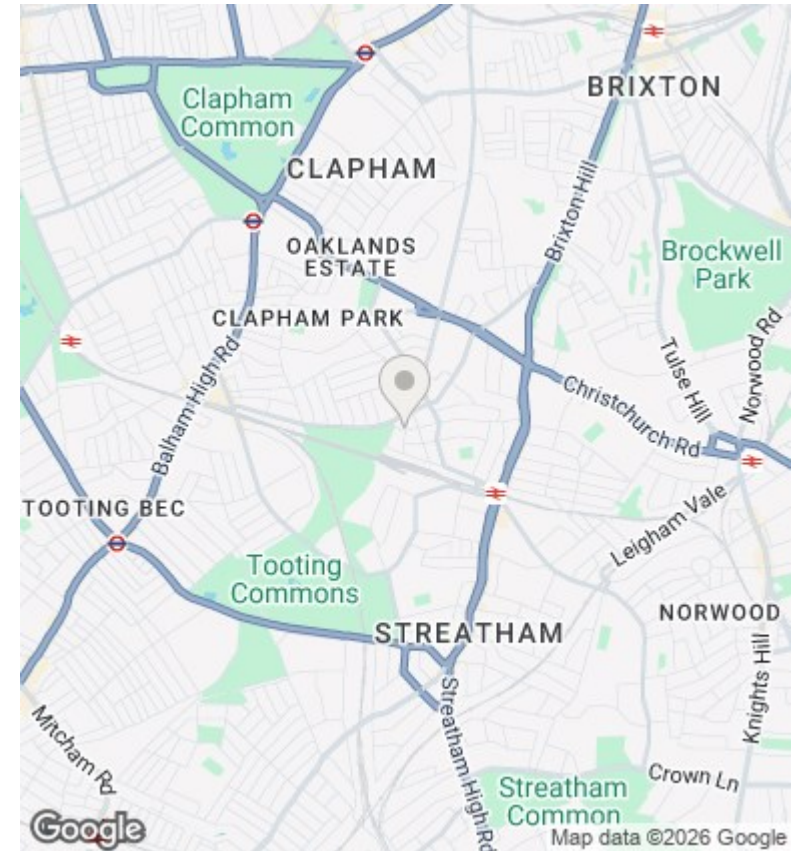 Clapham
Common
BRIXTON
CLAPHAM
Brixton Hill
OAKLANDS
ESTATE
Brockwell
Park
CLAPHAM PARK
Tulse Hill
Norwood Rd
Balham High Rd
Christchurch Rd
TOOTING BEC
Leigham Vale
Tooting
Commons
NORWOOD
STREATHAM
Knights Hill
Streatham High Rd
Mitcham Rd
Crown Ln
Streatham
Common
Google
Map data ©2026 Google